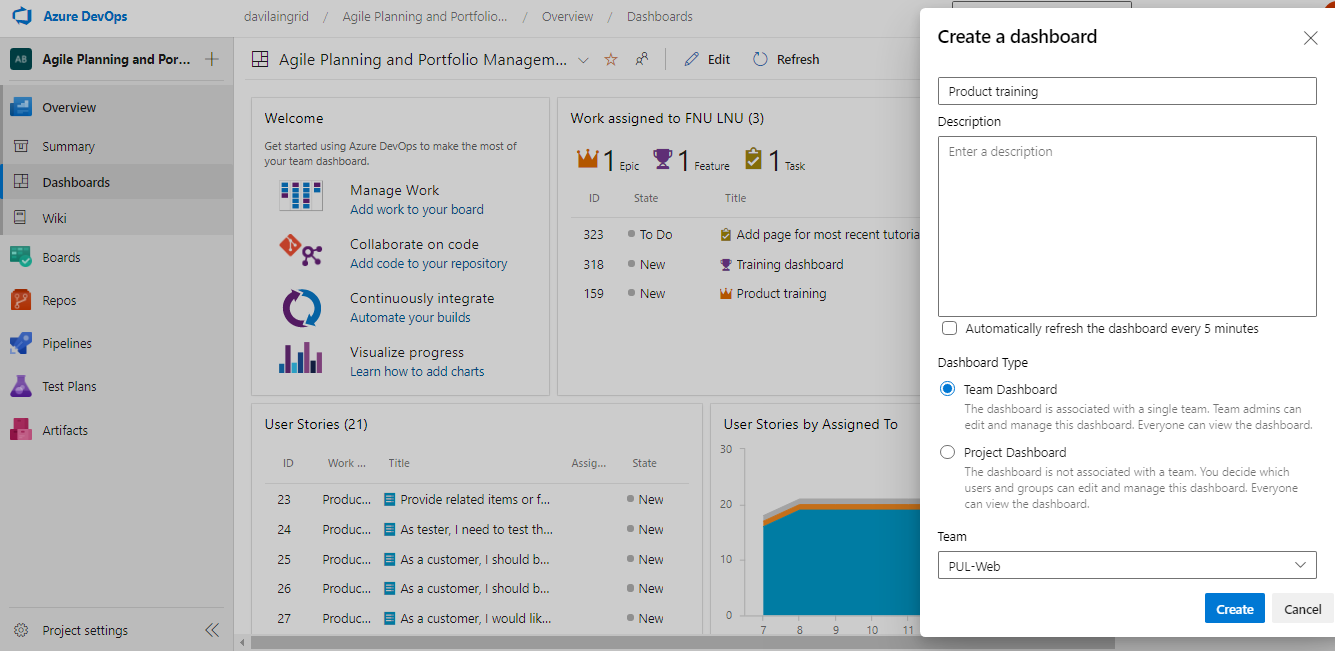 Azure DevOps
davilaingrid / Agile Planning and Portfolio... / Overview / Dashboards
AB Agile Planning and Por...
Overview
Summary
Dashboards
Wiki
Boards
Repos
Pipelines
Test Plans
Artifacts
Project settings
Agile Planning and Portfolio Managem...
Edit
Refresh
Welcome
Get started using Azure DevOps to make the most of
your team dashboard.
Manage Work
Add work to your board
Collaborate on code
Add code to your repository
Continuously integrate
Automate your builds
Visualize progress
Learn how to add charts
Work assigned to FNU LNU (3)
1 Epic 1 Feature 1 Task
ID State Title
323 To Do Add page for most recent tutoria
318 New Training dashboard
159 New Product training
User Stories (21)
ID Work ... Title Assig... State
23 Produc... Provide related items or f... New
24 Produc... As tester, I need to test th... New
25 Produc... As a customer, I should b... New
26 Produc... As a customer, I should b... New
27 Produc... As a customer, I would lik... New
User Stories by Assigned To
30
20
10
0
7 8 9 10 11
Create a dashboard
Product training
Description
Enter a description
Automatically refresh the dashboard every 5 minutes
Dashboard Type
Team Dashboard
The dashboard is associated with a single team. Team admins can
edit and manage this dashboard. Everyone can view the dashboard.
Project Dashboard
The dashboard is not associated with a team. You decide which
users and groups can edit and manage this dashboard. Everyone
can view the dashboard.
Team
PUL-Web
Create Cancel